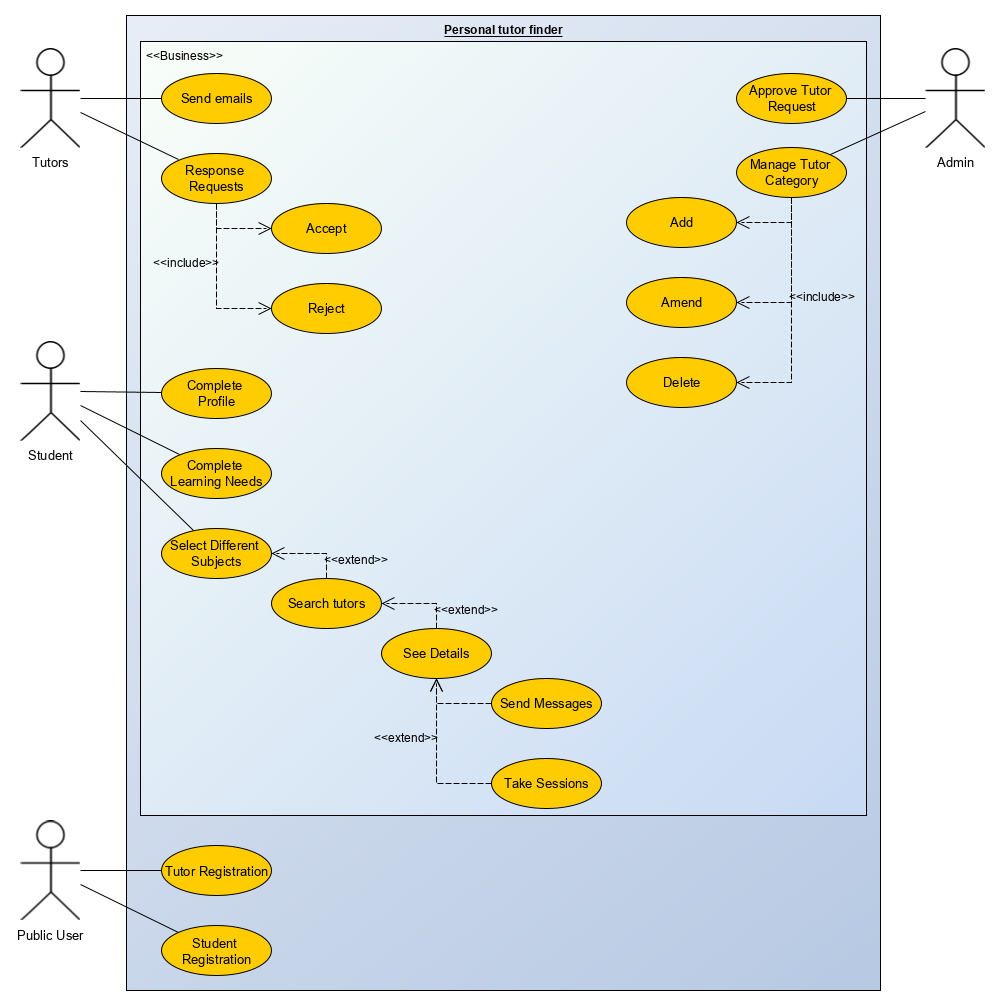 Personal tutor finder
<<Business>>
Send emails
Approve Tutor
Request
Tutors
Admin
Response
Requests
Manage Tutor
Category
Accept
Add
<<include>>
Reject
Amend
<<include>>
Delete
Complete
Profile
Student
Complete
Learning Needs
Select Different
Subjects
<<extend>>
Search tutors
<<extend>>
See Details
Send Messages
<<extend>>
Take Sessions
Tutor Registration
Public User
Student
Registration